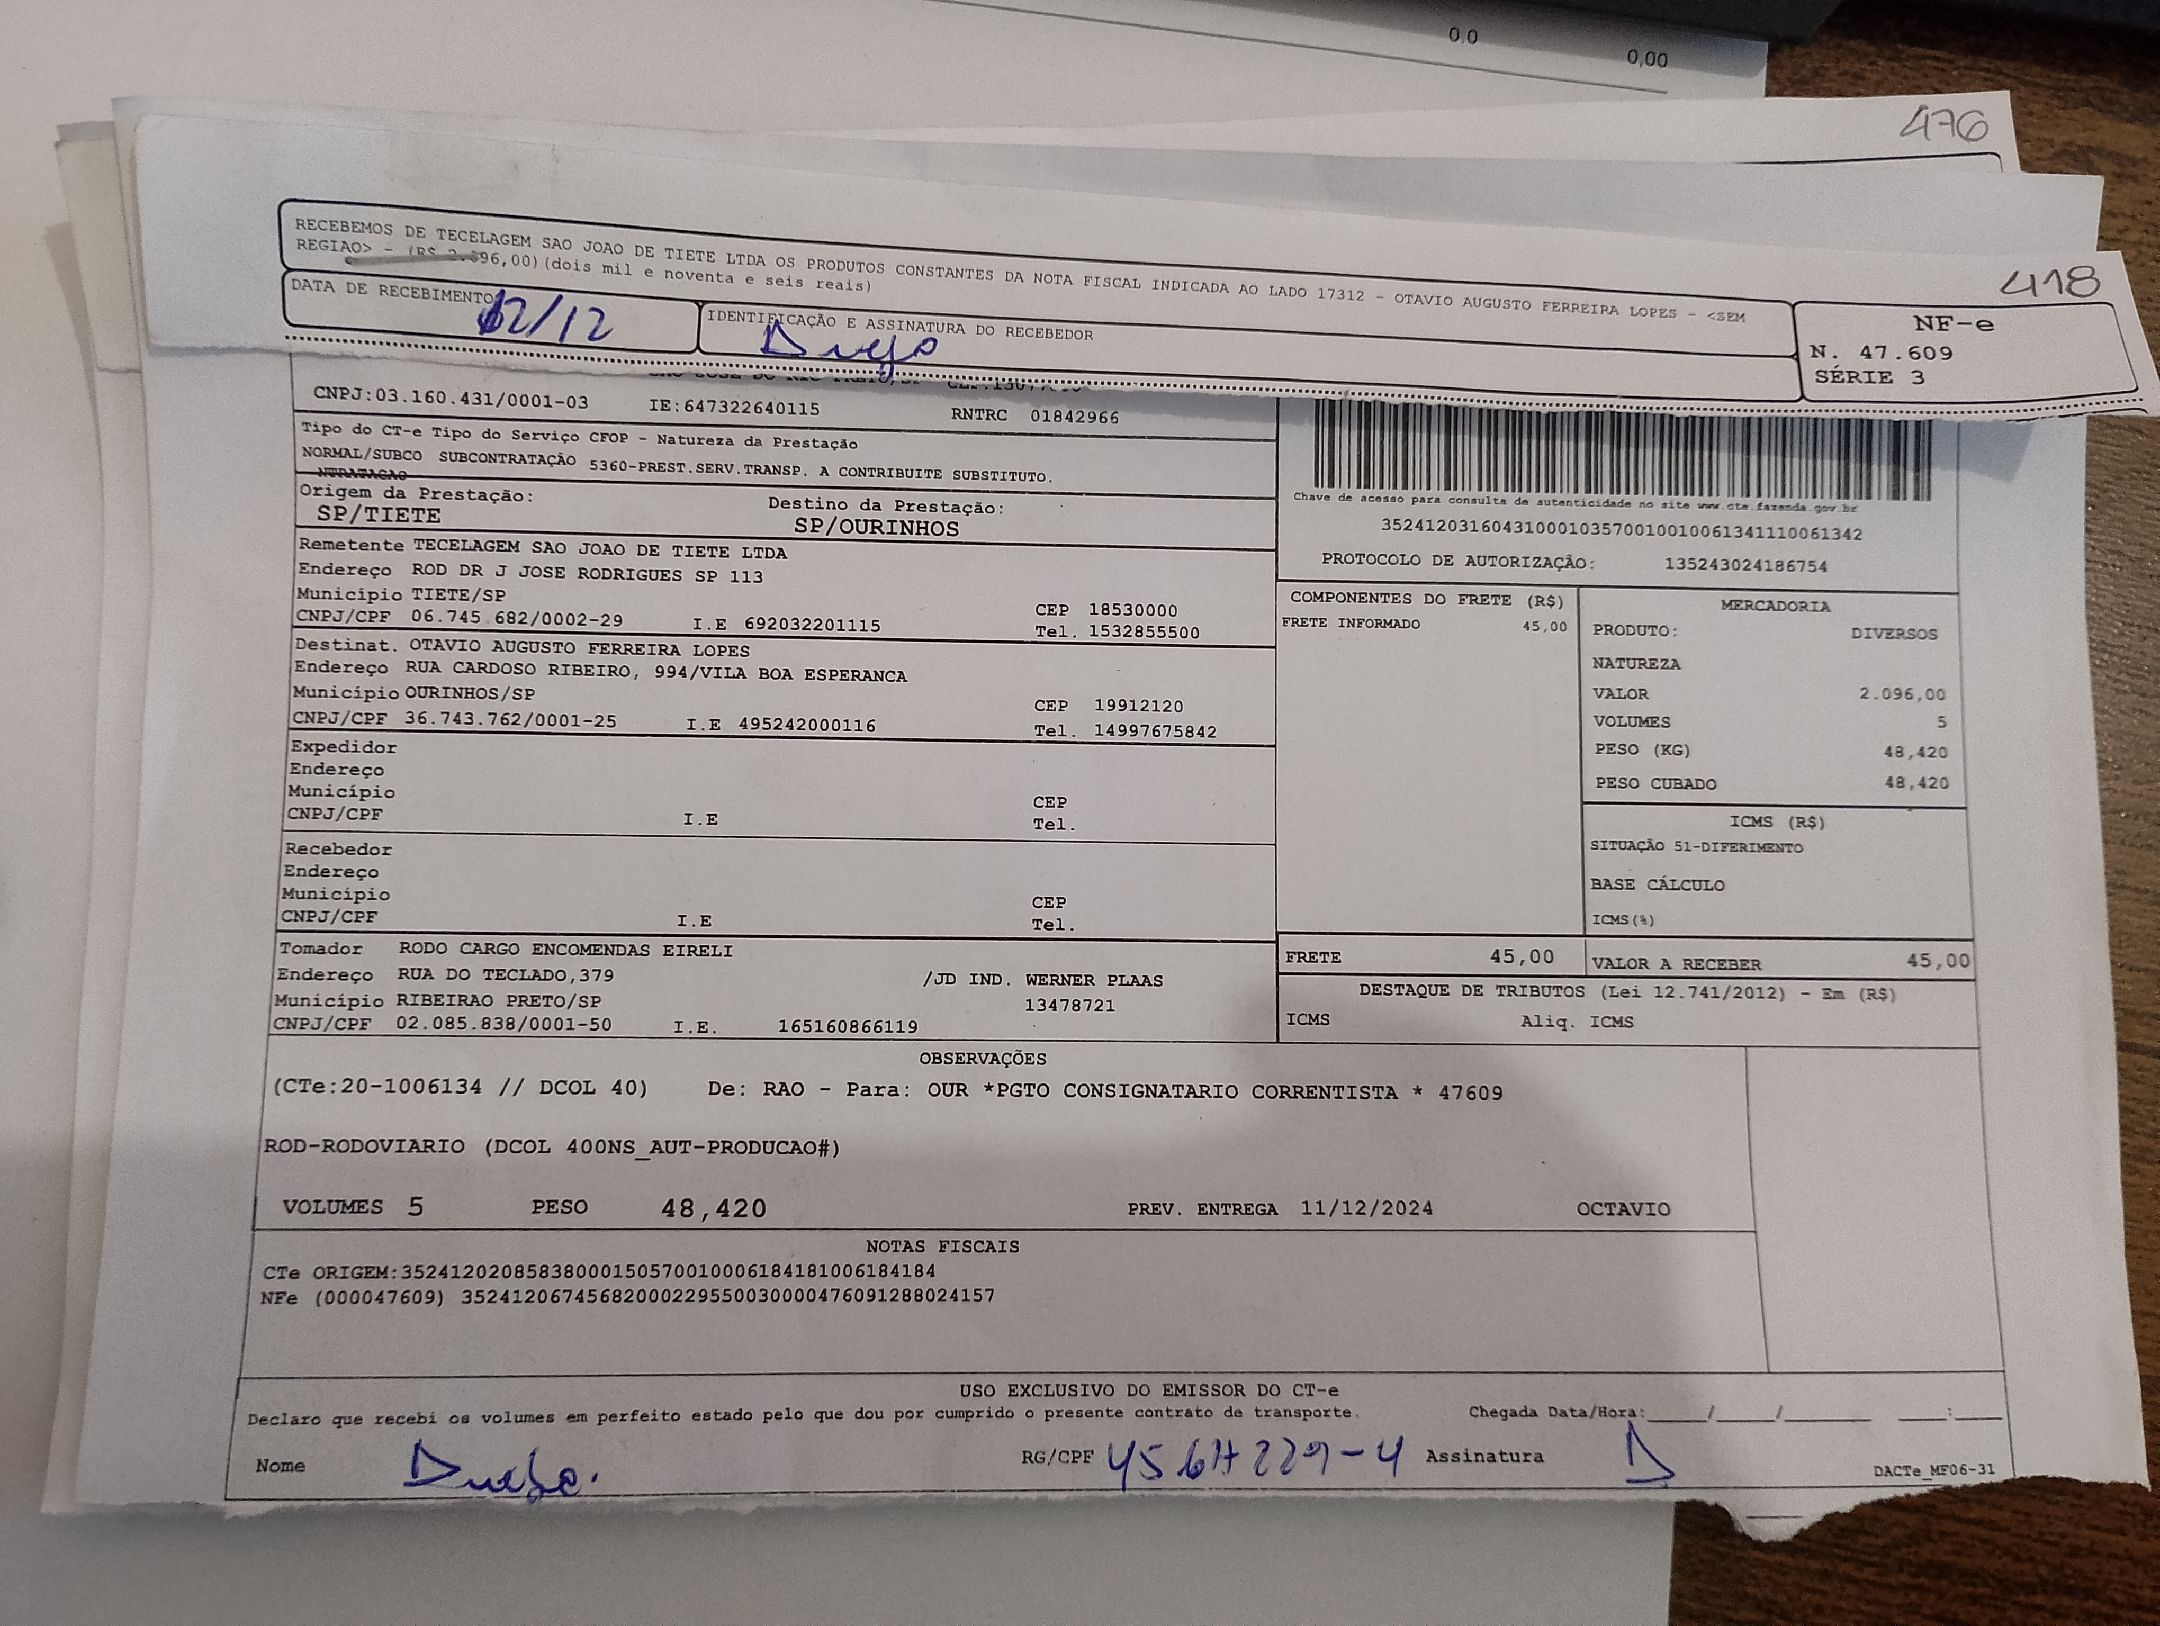 0,0
0,00
476
418
RECEBEMOS DE TECELAGEM SAO JOAO DE TIETE LTDA OS PRODUTOS CONSTANTES DA NOTA FISCAL INDICADA AO LADO 17312 - OTAVIO AUGUSTO FERREIRA LOPES - <SEM
REGIAO> - (R$ 2.096,00)(dois mil e noventa e seis reais)
DATA DE RECEBIMENTO 12/12
IDENTIFICAÇÃO E ASSINATURA DO RECEBEDOR
NF-e
N. 47.609
SÉRIE 3
CNPJ:03.160.431/0001-03 IE:647322640115 RNTRC 01842966
Tipo do CT-e Tipo do Serviço CFOP - Natureza da Prestação
NORMAL/SUBCO SUBCONTRATAÇÃO 5360-PREST.SERV.TRANSP. A CONTRIBUITE SUBSTITUTO.
NTRATACAO
Origem da Prestação: Destino da Prestação:
SP/TIETE SP/OURINHOS
Chave de acesso para consulta de autenticidade no site www.cte.fazenda.gov.br
35241203160431000103570010010061341110061342
PROTOCOLO DE AUTORIZAÇÃO: 135243024186754
Remetente TECELAGEM SAO JOAO DE TIETE LTDA
Endereço ROD DR J JOSE RODRIGUES SP 113
Município TIETE/SP CEP 18530000
CNPJ/CPF 06.745 682/0002-29 I.E 692032201115 Tel. 1532855500
Destinat. OTAVIO AUGUSTO FERREIRA LOPES
Endereço RUA CARDOSO RIBEIRO, 994/VILA BOA ESPERANCA
Município OURINHOS/SP CEP 19912120
CNPJ/CPF 36.743.762/0001-25 I.E 495242000116 Tel. 14997675842
Expedidor
Endereço
Município CEP
CNPJ/CPF I.E Tel.
Recebedor
Endereço
Município CEP
CNPJ/CPF I.E Tel.
Tomador RODO CARGO ENCOMENDAS EIRELI
Endereço RUA DO TECLADO,379 /JD IND. WERNER PLAAS
Município RIBEIRAO PRETO/SP 13478721
CNPJ/CPF 02.085.838/0001-50 I.E. 165160866119
COMPONENTES DO FRETE (R$)
FRETE INFORMADO 45,00
MERCADORIA
PRODUTO: DIVERSOS
NATUREZA
VALOR 2.096,00
VOLUMES 5
PESO (KG) 48,420
PESO CUBADO 48,420
ICMS (R$)
SITUAÇÃO 51-DIFERIMENTO
BASE CÁLCULO
ICMS(%)
FRETE 45,00 VALOR A RECEBER 45,00
DESTAQUE DE TRIBUTOS (Lei 12.741/2012) - Em (R$)
ICMS Aliq. ICMS
OBSERVAÇÕES
(CTe:20-1006134 // DCOL 40) De: RAO - Para: OUR *PGTO CONSIGNATARIO CORRENTISTA * 47609
ROD-RODOVIARIO (DCOL 400NS_AUT-PRODUCAO#)
VOLUMES 5 PESO 48,420 PREV. ENTREGA 11/12/2024 OCTAVIO
NOTAS FISCAIS
CTe ORIGEM:35241202085838000150570010006184181006184184
NFe (000047609) 35241206745682000229550030000476091288024157
USO EXCLUSIVO DO EMISSOR DO CT-e
Declaro que recebi os volumes em perfeito estado pelo que dou por cumprido o presente contrato de transporte. Chegada Data/Hora:____/____/______ ___:___
Nome RG/CPF Assinatura D
DACTe_MF06-31